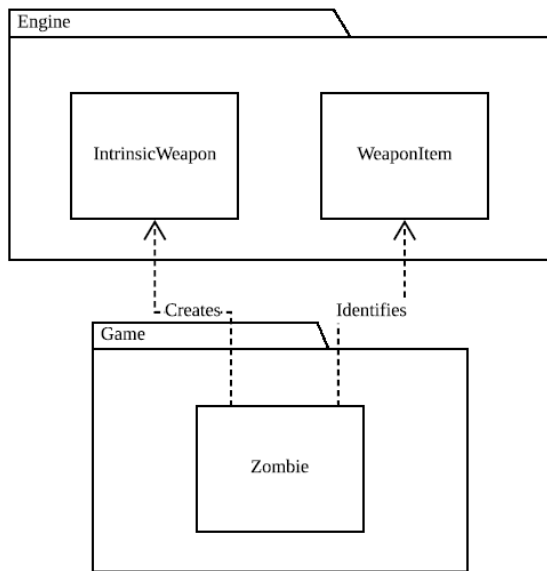 Engine
IntrinsicWeapon
WeaponItem
Creates
Identifies
Game
Zombie